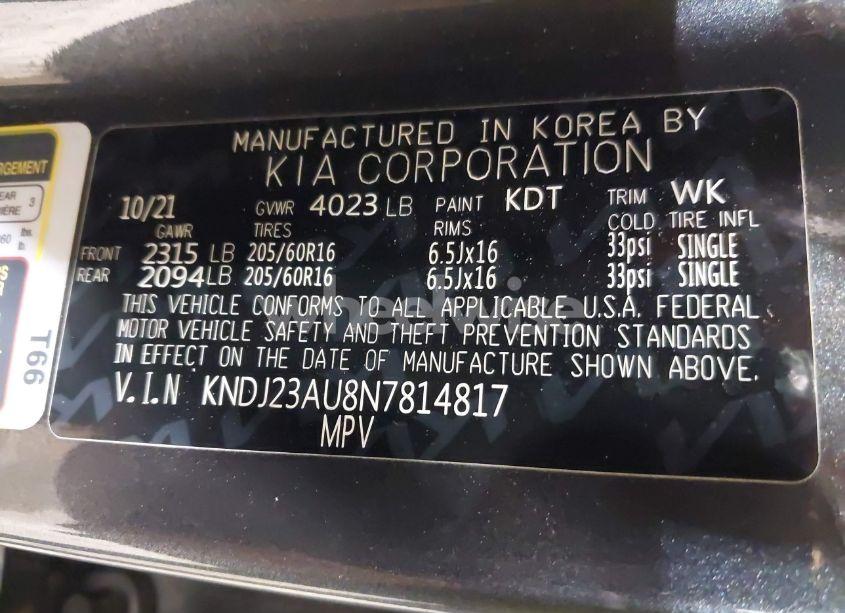 MANUFACTURED IN KOREA BY
KIA CORPORATION
10/21 GVWR 4023 LB PAINT KDT TRIM WK
GAWR TIRES RIMS COLD TIRE INFL
FRONT 2315 LB 205/60R16 6.5Jx16 33psi SINGLE
REAR 2094 LB 205/60R16 6.5Jx16 33psi SINGLE
THIS VEHICLE CONFORMS TO ALL APPLICABLE U.S.A. FEDERAL
MOTOR VEHICLE SAFETY AND THEFT PREVENTION STANDARDS
IN EFFECT ON THE DATE OF MANUFACTURE SHOWN ABOVE.
V.I.N KNDJ23AU8N7814817
MPV
RGEMENT
3
T66